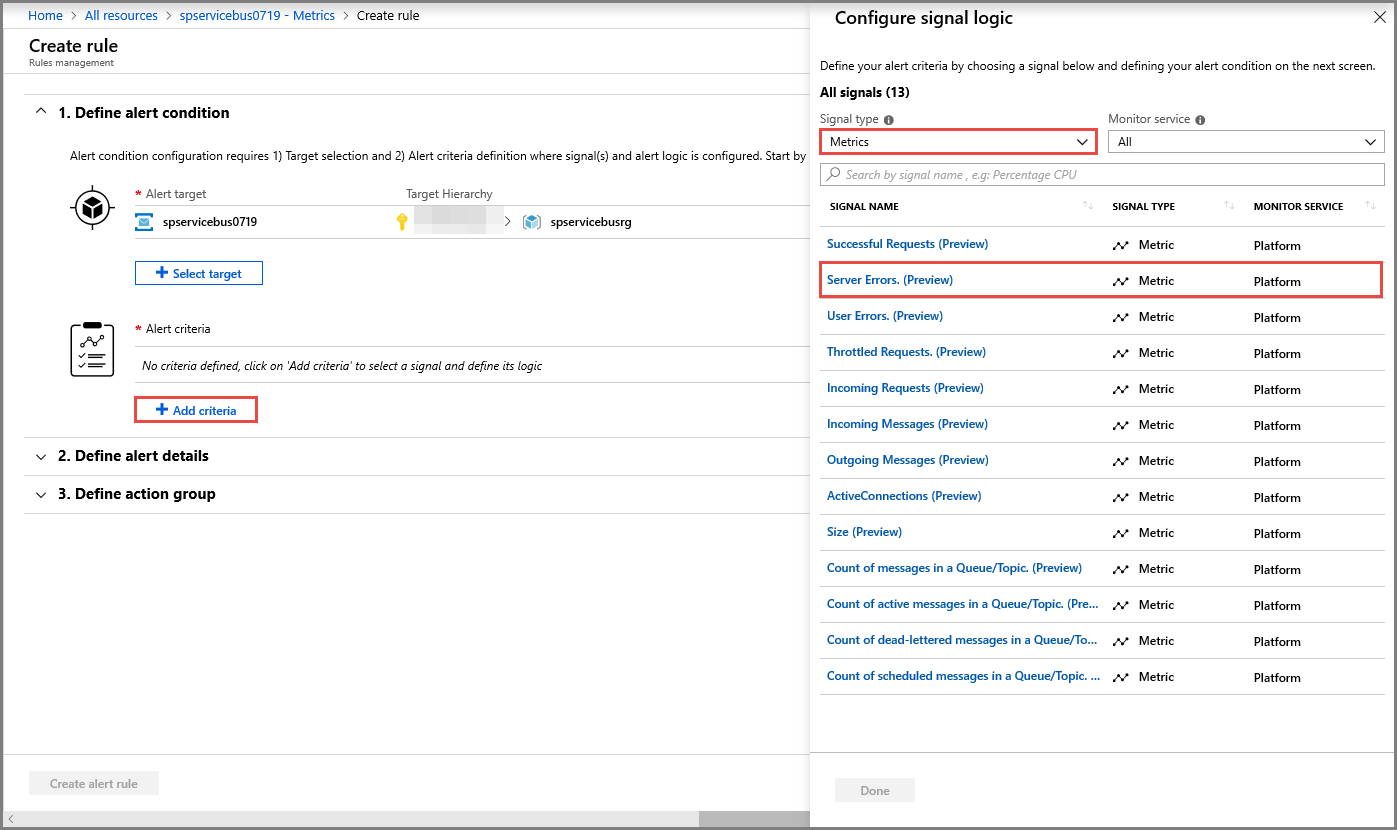 Home > All resources > spservicebus0719 - Metrics > Create rule
Create rule
Rules management
1. Define alert condition
Alert condition configuration requires 1) Target selection and 2) Alert criteria definition where signal(s) and alert logic is configured. Start by
* Alert target
Target Hierarchy
spservicebus0719
> spservicebusrg
+ Select target
* Alert criteria
No criteria defined, click on 'Add criteria' to select a signal and define its logic
+ Add criteria
2. Define alert details
3. Define action group
Create alert rule
Configure signal logic
Define your alert criteria by choosing a signal below and defining your alert condition on the next screen.
All signals (13)
Signal type
Monitor service
Metrics
All
Search by signal name , e.g: Percentage CPU
SIGNAL NAME SIGNAL TYPE MONITOR SERVICE
Successful Requests (Preview) Metric Platform
Server Errors. (Preview) Metric Platform
User Errors. (Preview) Metric Platform
Throttled Requests. (Preview) Metric Platform
Incoming Requests (Preview) Metric Platform
Incoming Messages (Preview) Metric Platform
Outgoing Messages (Preview) Metric Platform
ActiveConnections (Preview) Metric Platform
Size (Preview) Metric Platform
Count of messages in a Queue/Topic. (Preview) Metric Platform
Count of active messages in a Queue/Topic. (Pre... Metric Platform
Count of dead-lettered messages in a Queue/To... Metric Platform
Count of scheduled messages in a Queue/Topic. ... Metric Platform
Done